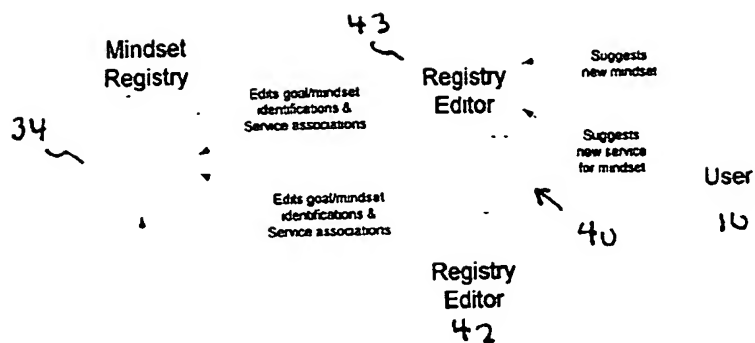 43
Mindset
Registry
Registry
Editor
Suggests
new mindset
Edits goal/mindset
identifications &
Service associations
34
Suggests
new service
for mindset
User
10
Edits goal/mindset
identifications &
Service associations
40
Registry
Editor
42